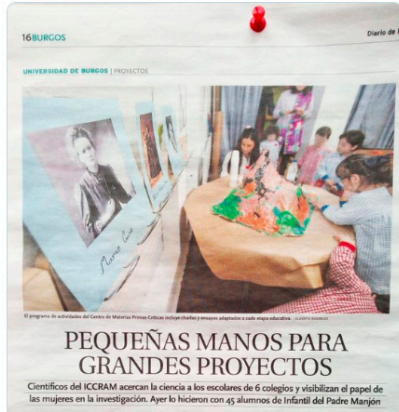 16BURGOS
Diario de
UNIVERSIDAD DE BURGOS | PROYECTOS
Marie Curie
El programa de actividades del Centro de Materias Primas Críticas incluye charlas y ensayos adaptados a cada etapa educativa.
PEQUEÑAS MANOS PARA
GRANDES PROYECTOS
Científicos del ICCRAM acercan la ciencia a los escolares de 6 colegios y visibilizan el papel de
las mujeres en la investigación. Ayer lo hicieron con 45 alumnos de Infantil del Padre Manjón